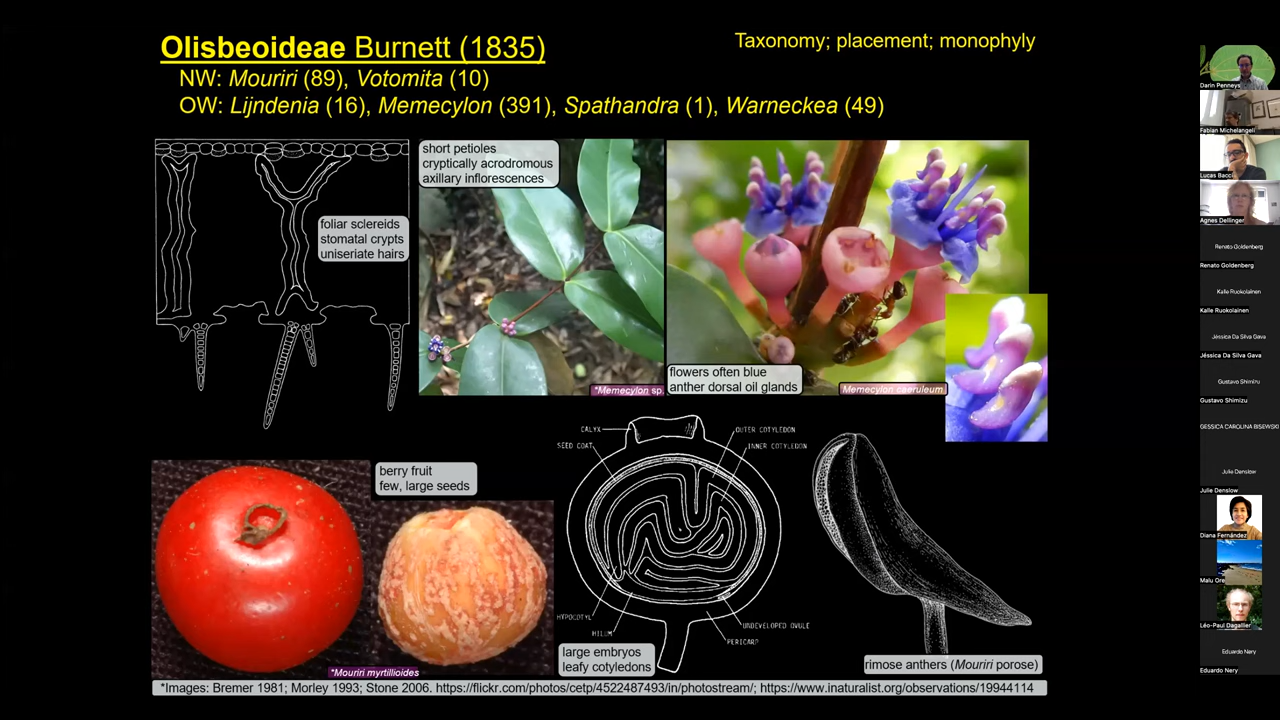 Olisbeoideae Burnett (1835)
Taxonomy; placement; monophyly
NW: Mouriri (89), Votomita (10)
OW: Lijndenia (16), Memecylon (391), Spathandra (1), Warneckea (49)
foliar sclereids
stomatal crypts
uniseriate hairs
short petioles
cryptically acrodromous
axillary inflorescences
*Memecylon sp.
flowers often blue
anther dorsal oil glands
Memecylon caeruleum
berry fruit
few, large seeds
*Mouriri myrtillioides
CALYX
SEED COAT
OUTER COTYLEDON
INNER COTYLEDON
HYPOCOTYL
HILUM
UNDEVELOPED OVULE
PERICARP
large embryos
leafy cotyledons
rimose anthers (Mouriri porose)
*Images: Bremer 1981; Morley 1993; Stone 2006. https://flickr.com/photos/cetp/4522487493/in/photostream/; https://www.inaturalist.org/observations/19944114
Darin Penneys
Fabian Michelangeli
Lucas Bacci
Agnes Dellinger
Renato Goldenberg
Renato Goldenberg
Kalle Ruokolainen
Kalle Ruokolainen
Jéssica Da Silva Gava
Jéssica Da Silva Gava
Gustavo Shimizu
Gustavo Shimizu
GESSICA CAROLINA BISEWSKI
Julie Denslow
Julie Denslow
Diana Fernández
Malu Ore
Léo-Paul Dagallier
Eduardo Nery
Eduardo Nery